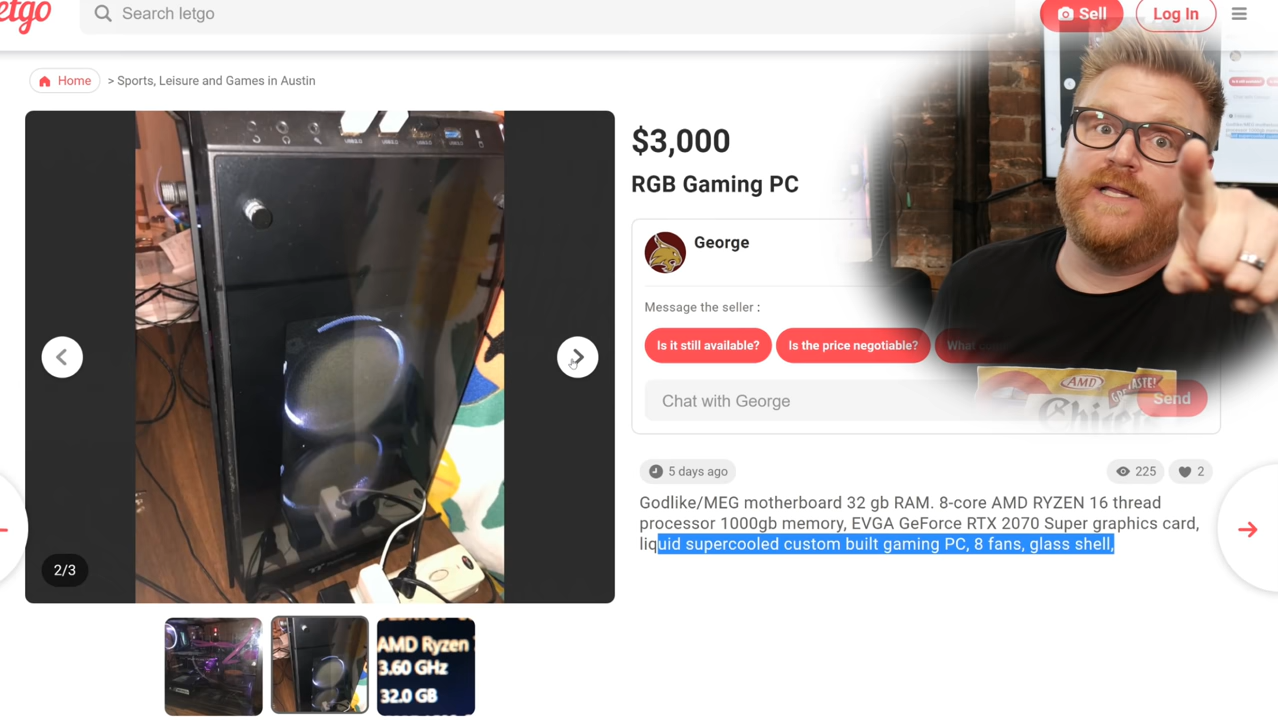 letgo
Search letgo
Sell
Log In
Home > Sports, Leisure and Games in Austin
$3,000
RGB Gaming PC
George
Message the seller :
Is it still available?
Is the price negotiable?
What
Chat with George
Send
AMD
TASTE!
2/3
5 days ago
225
2
Godlike/MEG motherboard 32 gb RAM. 8-core AMD RYZEN 16 thread
processor 1000gb memory, EVGA GeForce RTX 2070 Super graphics card,
liquid supercooled custom built gaming PC, 8 fans, glass shell,
AMD Ryzen
3.60 GHz
32.0 GB